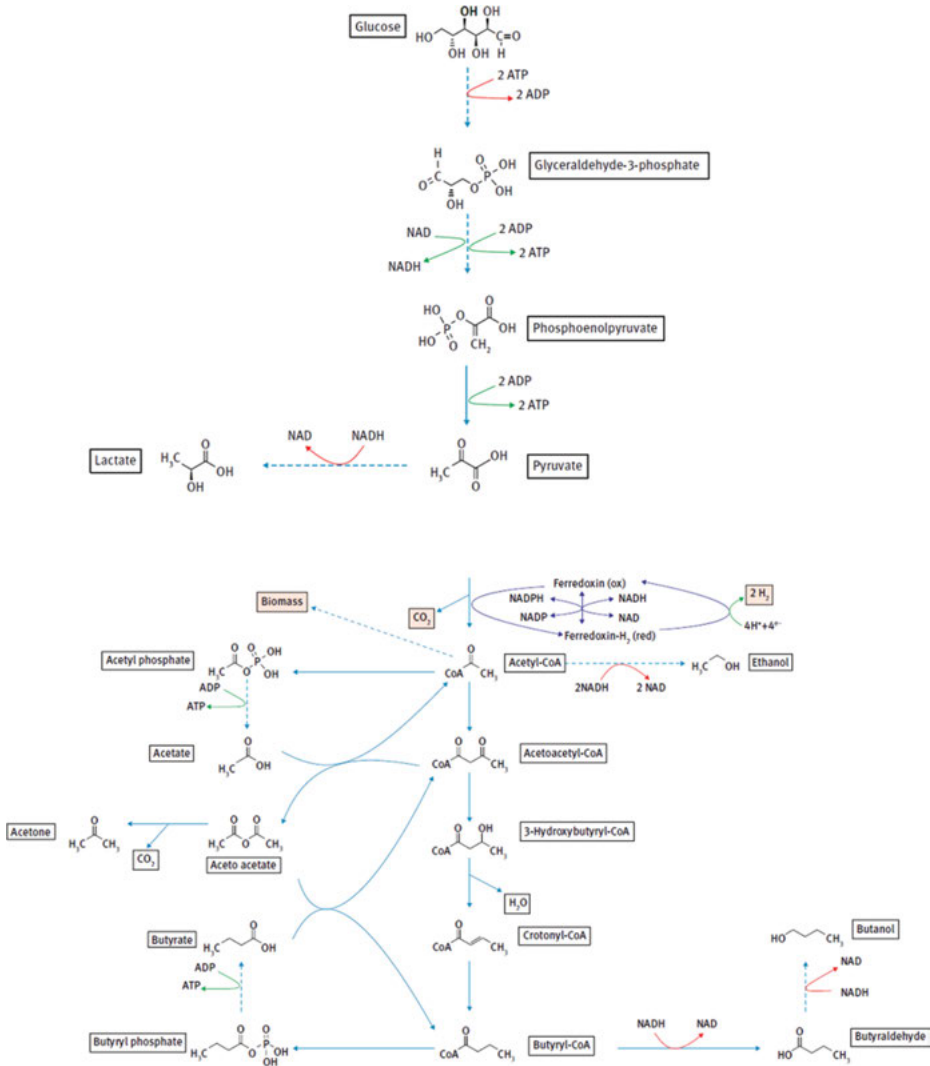 Glucose
HO
OH
OH
OH
OH
OH
C=O
H
2 ATP
2 ADP
H
O
C
OH
O
O
P
OH
OH
Glyceraldehyde-3-phosphate
NAD
NADH
2 ADP
2 ATP
HO
HO
P
O
O
O
OH
CH2
Phosphoenolpyruvate
2 ADP
2 ATP
Lactate
H3C
O
OH
OH
NAD
NADH
H3C
O
OH
O
Pyruvate
Biomass
CO2
Ferredoxin (ox)
NADPH
NADH
NADP
NAD
Ferredoxin-H2 (red)
2 H2
4H++4e-
Acetyl phosphate
H3C
O
O
O
P
OH
OH
CoA
O
CH3
Acetyl-CoA
2NADH
2 NAD
OH
Ethanol
ADP
ATP
Acetate
H3C
O
OH
CoA
O
O
CH3
Acetoacetyl-CoA
Acetone
H3C
O
CH3
CO2
H3C
O
O
O
CH3
Aceto acetate
CoA
O
OH
CH3
3-Hydroxybutyryl-CoA
H2O
Butyrate
H3C
O
OH
CoA
O
CH3
Crotonyl-CoA
HO
CH3
Butanol
ADP
ATP
NAD
NADH
Butyryl phosphate
H3C
O
O
O
P
OH
OH
CoA
O
CH3
Butyryl-CoA
NADH
NAD
O
HO
CH3
Butyraldehyde